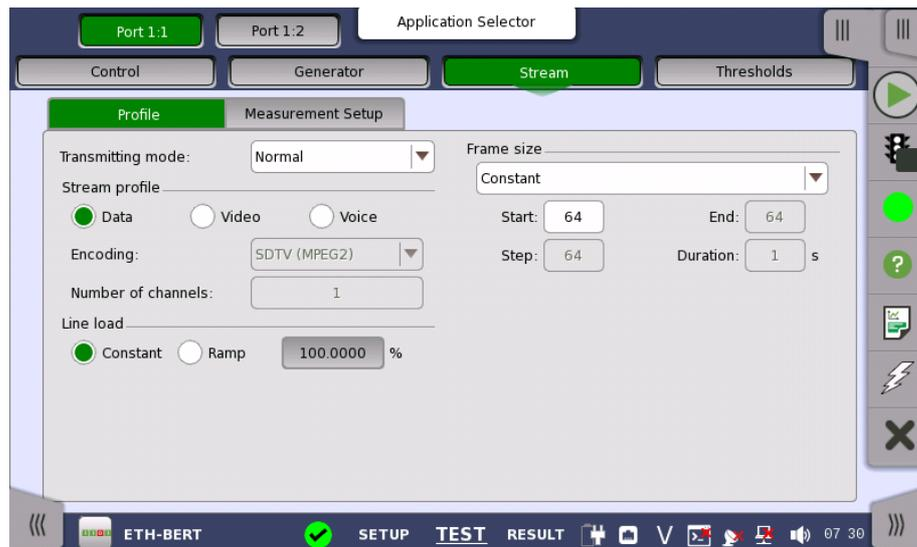 Application Selector
Port 1:1
Port 1:2
Control
Generator
Stream
Thresholds
Profile
Measurement Setup
Transmitting mode:
Normal
Stream profile
Data
Video
Voice
Encoding:
SDTV (MPEG2)
Number of channels:
1
Line load
Constant
Ramp
100.0000
%
Frame size
Constant
Start:
64
End:
64
Step:
64
Duration:
1
s
ETH-BERT
SETUP
TEST
RESULT
V
07 30